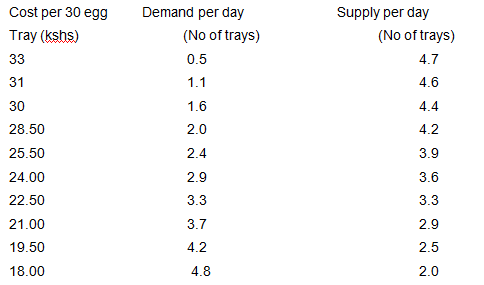 Cost per 30 egg Demand per day Supply per day
Tray (kshs) (No of trays) (No of trays)
33 0.5 4.7
31 1.1 4.6
30 1.6 4.4
28.50 2.0 4.2
25.50 2.4 3.9
24.00 2.9 3.6
22.50 3.3 3.3
21.00 3.7 2.9
19.50 4.2 2.5
18.00 4.8 2.0